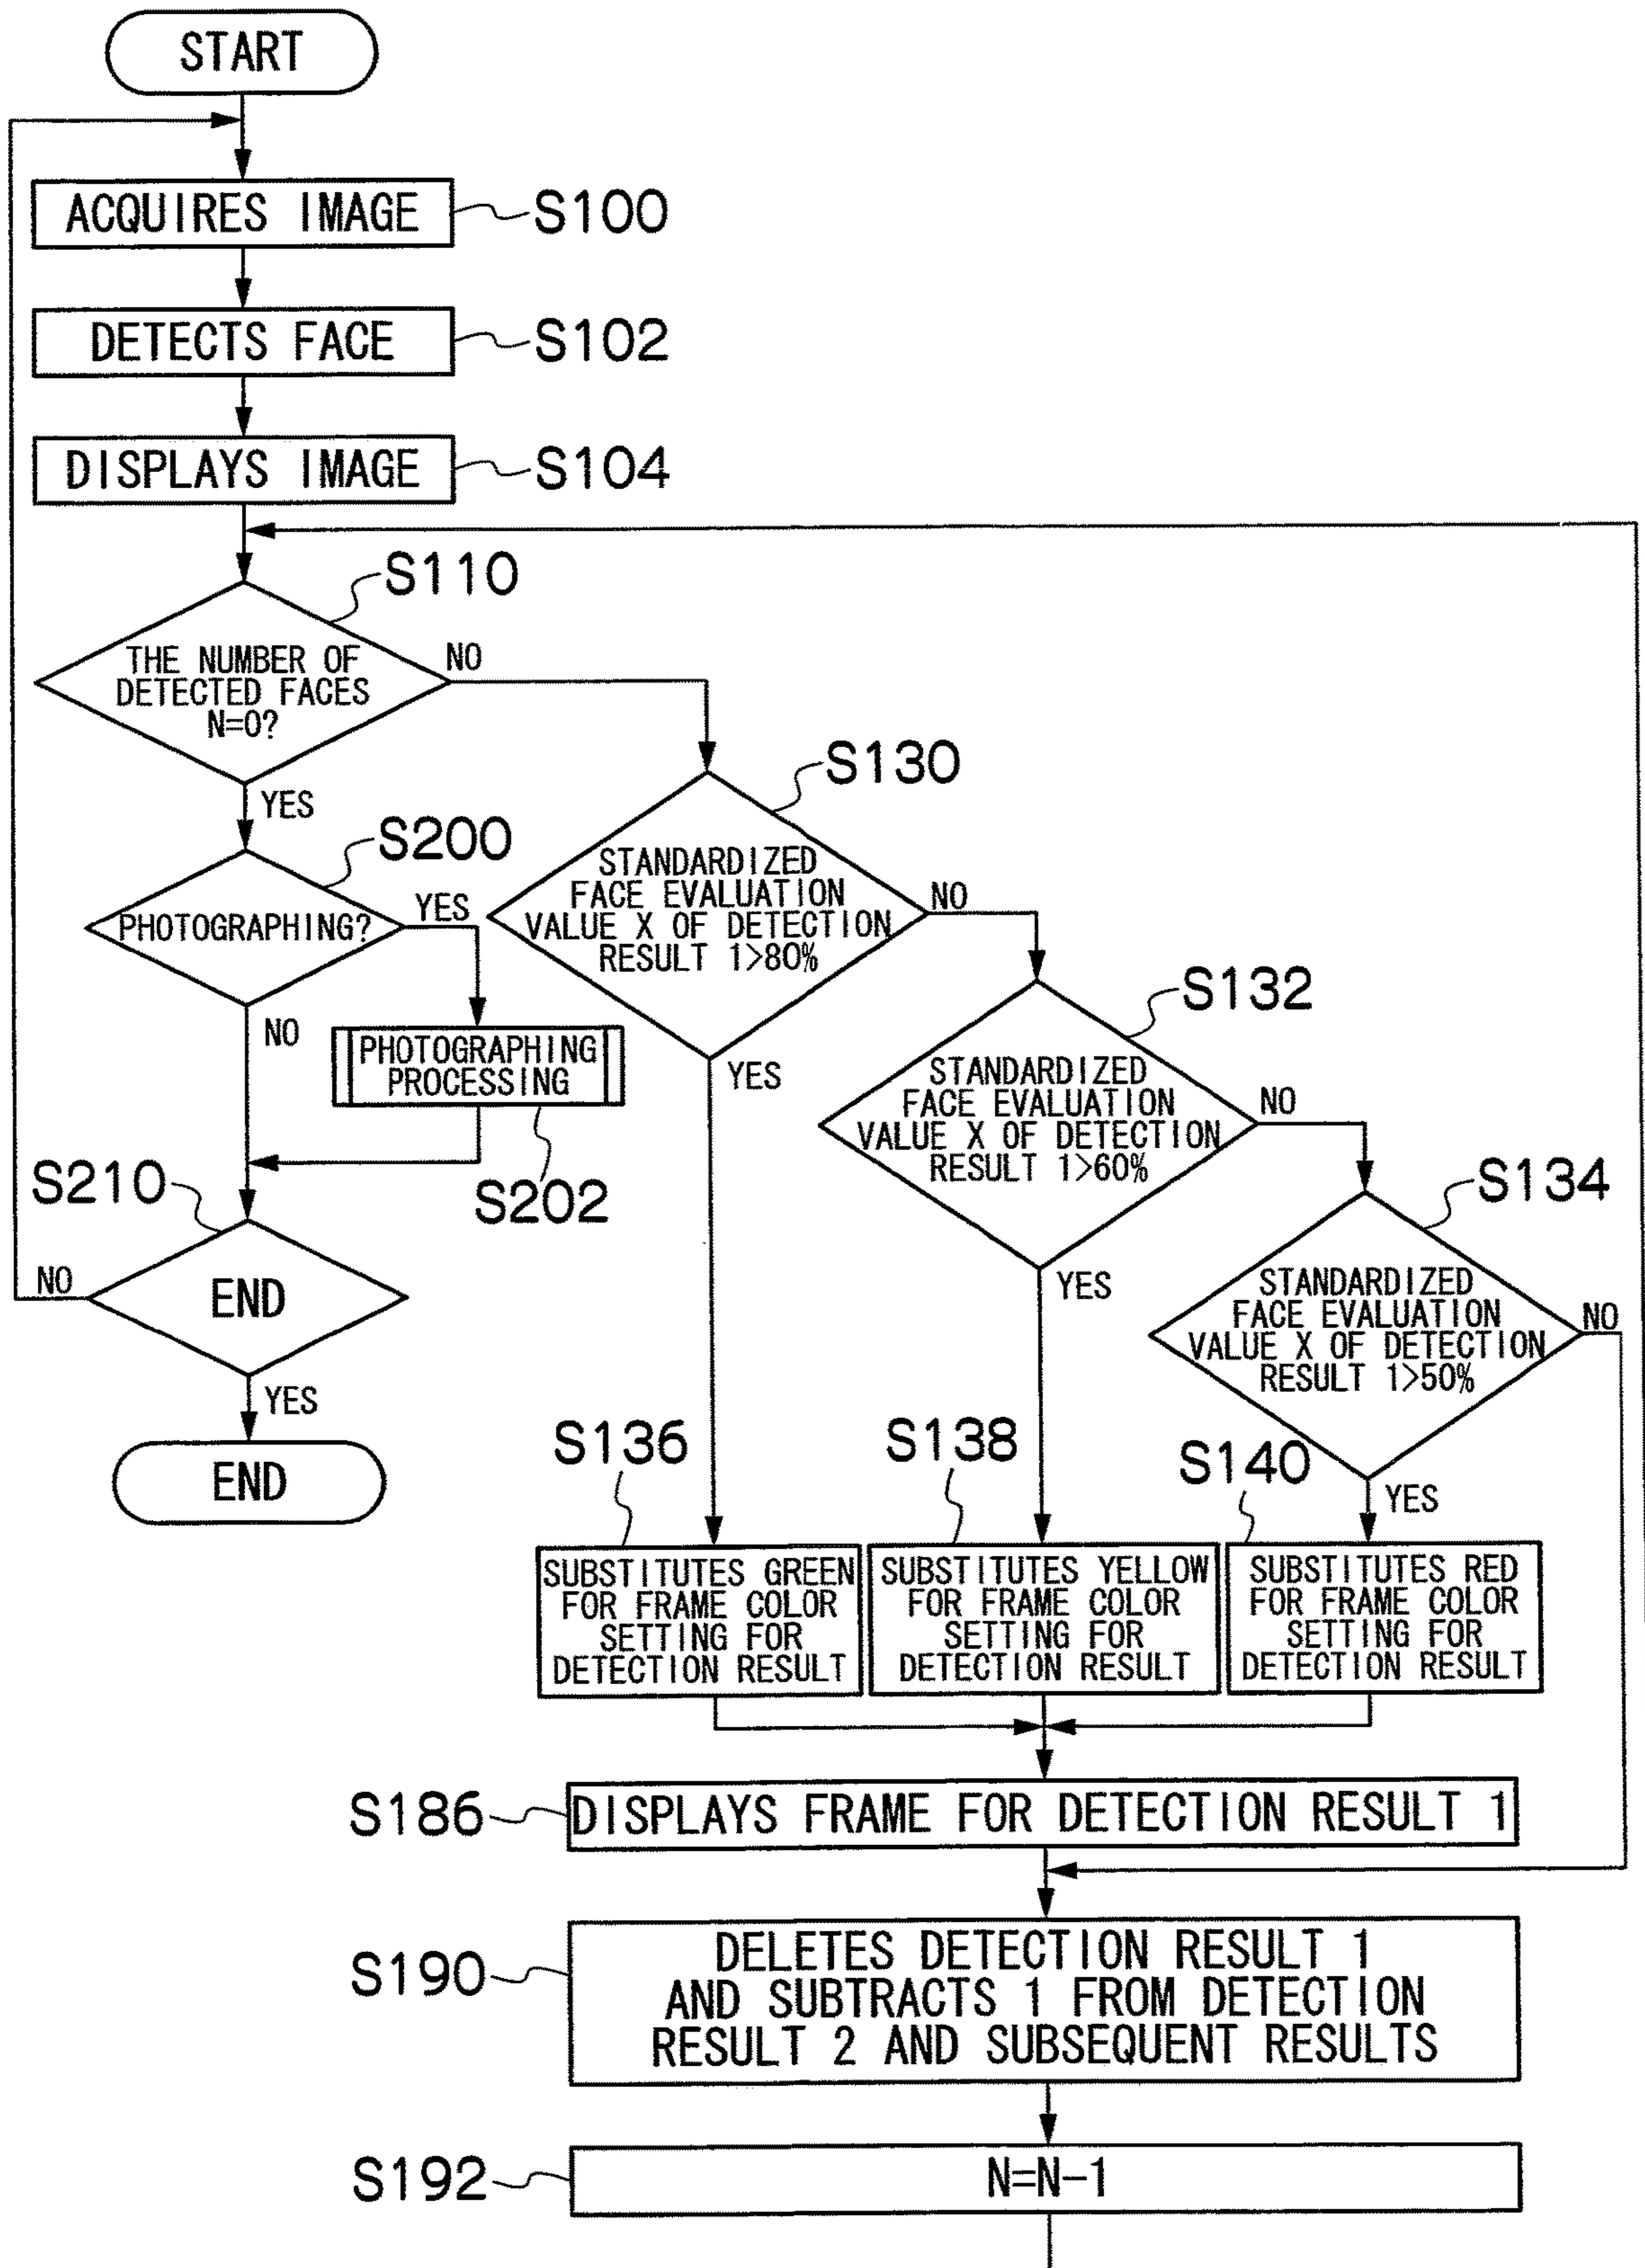 START
ACQUIRES IMAGE
S100
DETECTS FACE
S102
DISPLAYS IMAGE
S104
S110
THE NUMBER OF
DETECTED FACES
N=0?
NO
YES
S200
PHOTOGRAPHING?
YES
NO
PHOTOGRAPHING
PROCESSING
S202
S210
END
NO
YES
END
S130
STANDARDIZED
FACE EVALUATION
VALUE X OF DETECTION
RESULT 1>80%
NO
YES
S132
STANDARDIZED
FACE EVALUATION
VALUE X OF DETECTION
RESULT 1>60%
NO
YES
S134
STANDARDIZED
FACE EVALUATION
VALUE X OF DETECTION
RESULT 1>50%
NO
YES
S136
SUBSTITUTES GREEN
FOR FRAME COLOR
SETTING FOR
DETECTION RESULT
S138
SUBSTITUTES YELLOW
FOR FRAME COLOR
SETTING FOR
DETECTION RESULT
S140
SUBSTITUTES RED
FOR FRAME COLOR
SETTING FOR
DETECTION RESULT
S186
DISPLAYS FRAME FOR DETECTION RESULT 1
S190
DELETES DETECTION RESULT 1
AND SUBTRACTS 1 FROM DETECTION
RESULT 2 AND SUBSEQUENT RESULTS
S192
N=N-1